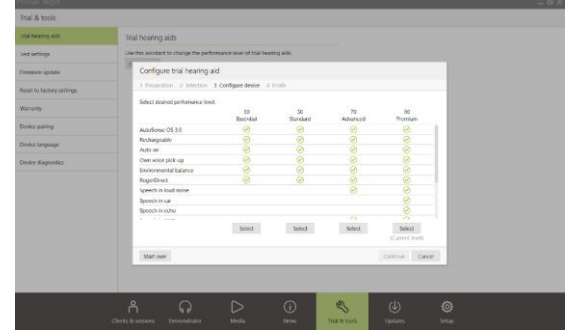 Phonak Target
Trial & tools
Trial hearing aids
Test settings
Firmware update
Reset to factory settings
Warranty
Device pairing
Device language
Device diagnostics
Trial hearing aids
Use this assistant to change the performance level of trial hearing aids.
Configure trial hearing aid
1 Preparation 2 Selection 3 Configure device 4 Finish
Select desired performance level.
30 50 70 90
Essential Standard Advanced Premium
AutoSense OS 3.0
Rechargeable
Auto on
Own voice pick-up
Environmental balance
RogerDirect
Speech in loud noise
Speech in car
Speech in echo
Select Select Select Select
(Current level)
Start over Continue Cancel
Clients & sessions Demonstrator Media News Trial & tools Updates Setup